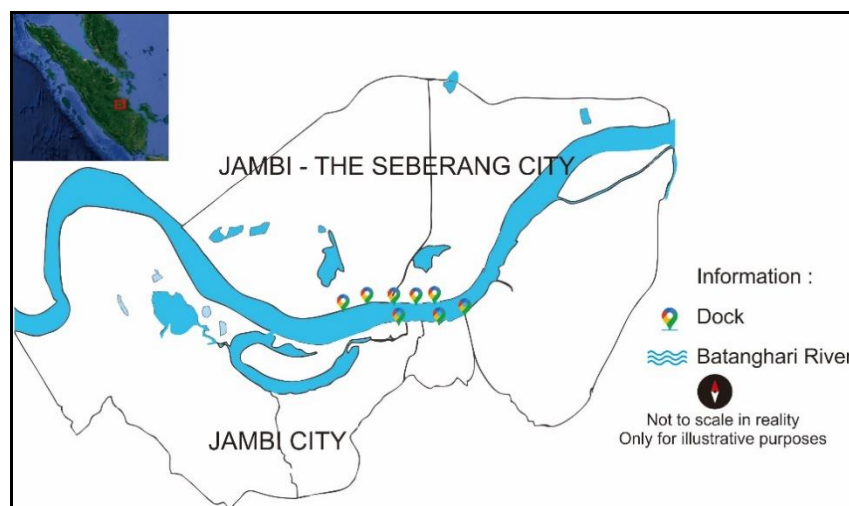 JAMBI - THE SEBERANG CITY
JAMBI CITY
Information :
Dock
Batanghari River
Not to scale in reality
Only for illustrative purposes